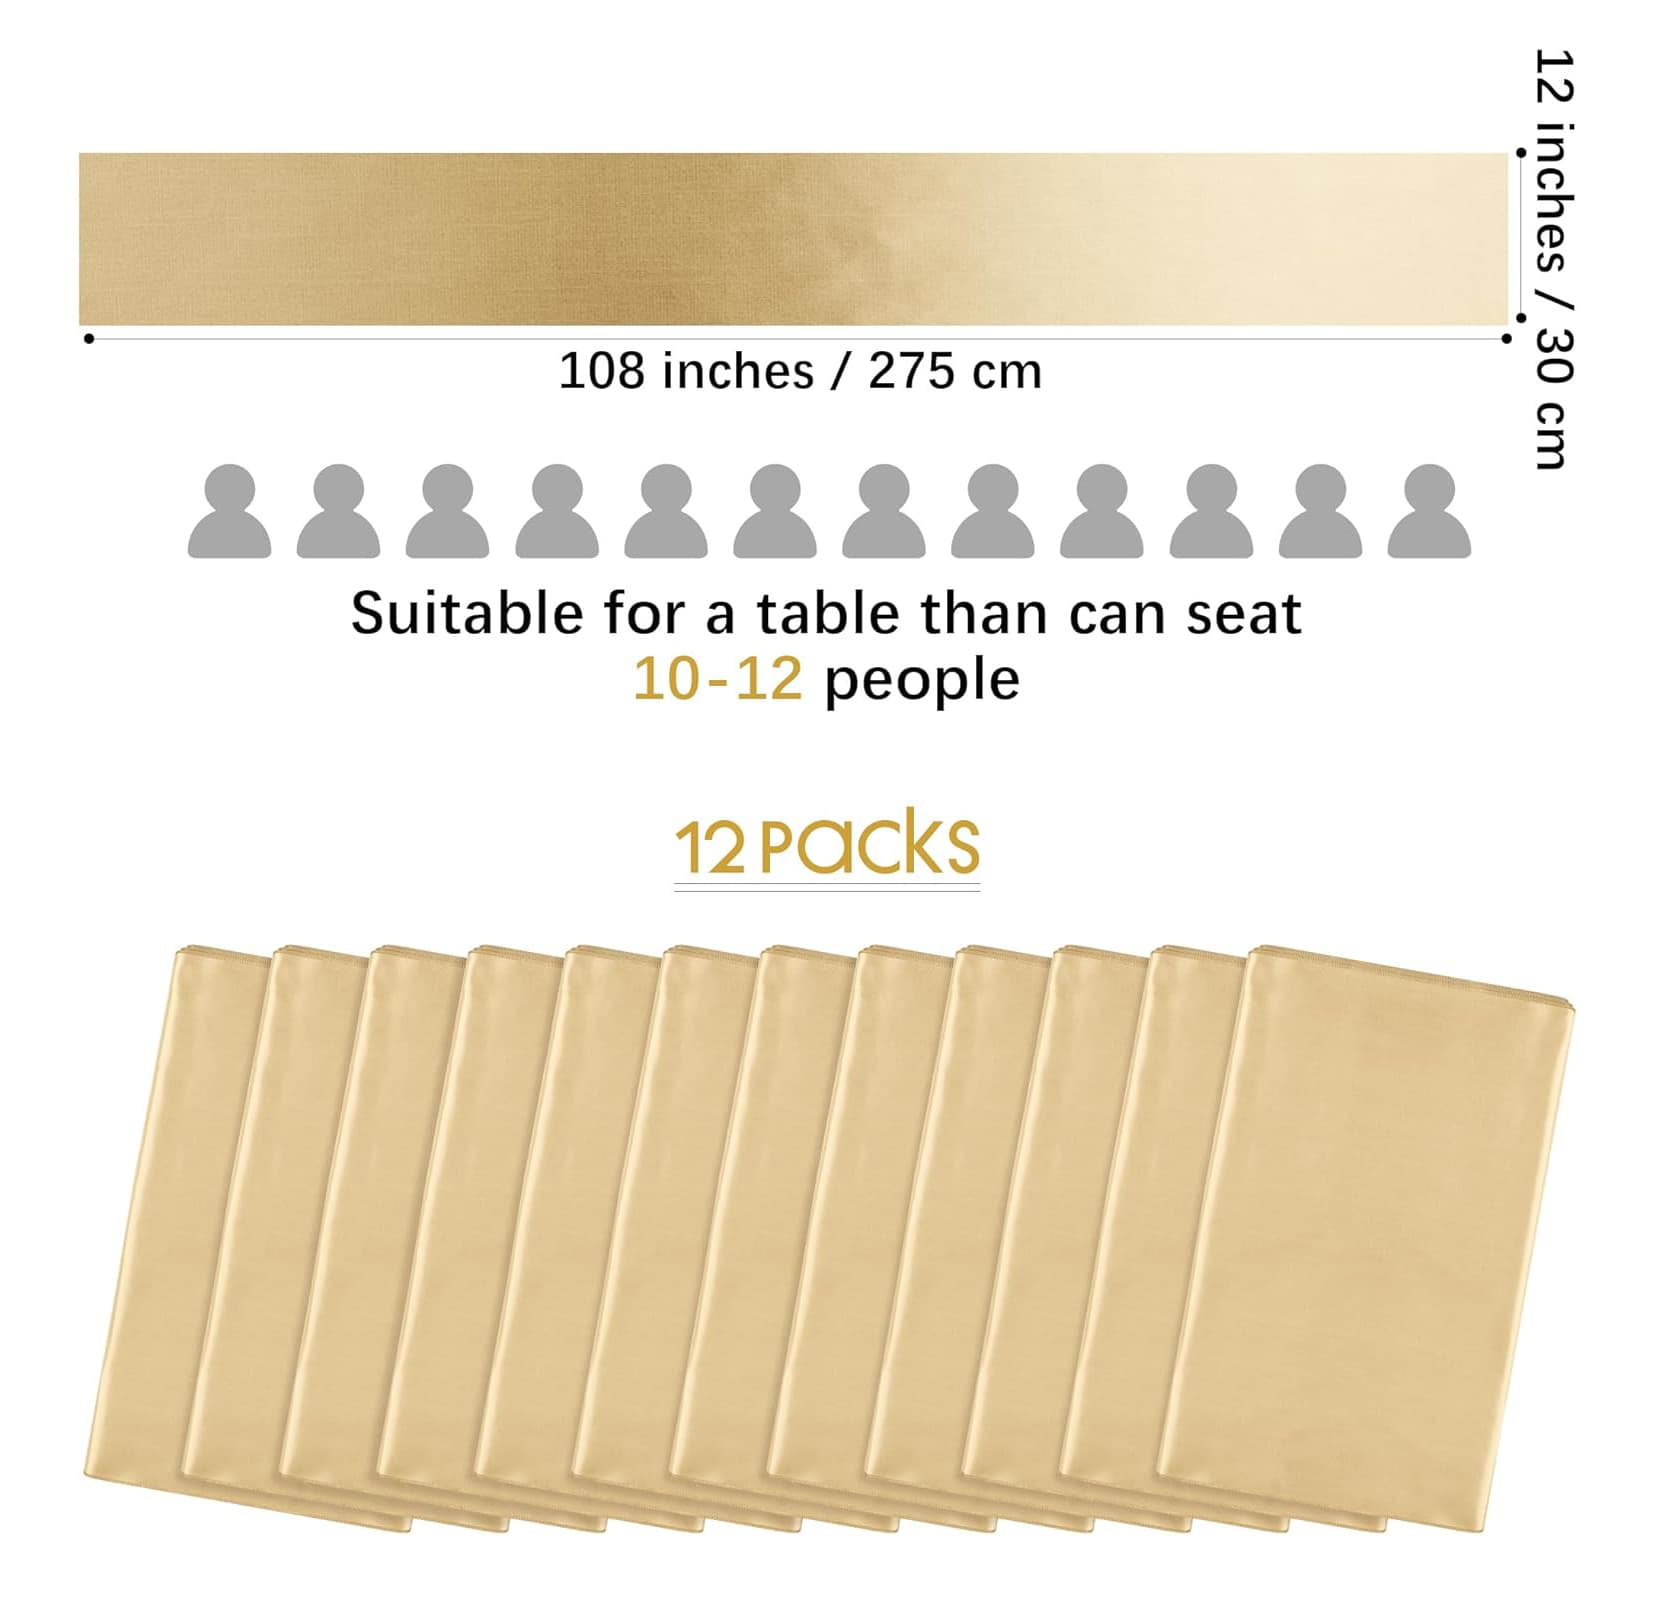 12 inches / 30 cm
108 inches / 275 cm
Suitable for a table than can seat
10-12 people
12 Packs